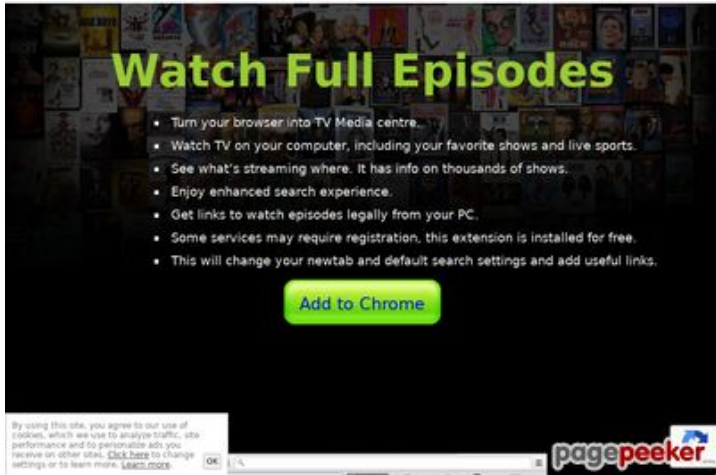 Watch Full Episodes
▪ Turn your browser into TV Media centre.
▪ Watch TV on your computer, including your favorite shows and live sports.
▪ See what's streaming where. It has info on thousands of shows.
▪ Enjoy enhanced search experience.
▪ Get links to watch episodes legally from your PC.
▪ Some services may require registration, this extension is installed for free.
▪ This will change your newtab and default search settings and add useful links.
Add to Chrome
By using this site, you agree to our use of
cookies, which we use to analyze traffic, site
performance and to personalize ads you
receive on other sites. Click here to change
settings or to learn more. Learn more.
OK
pagepeeker